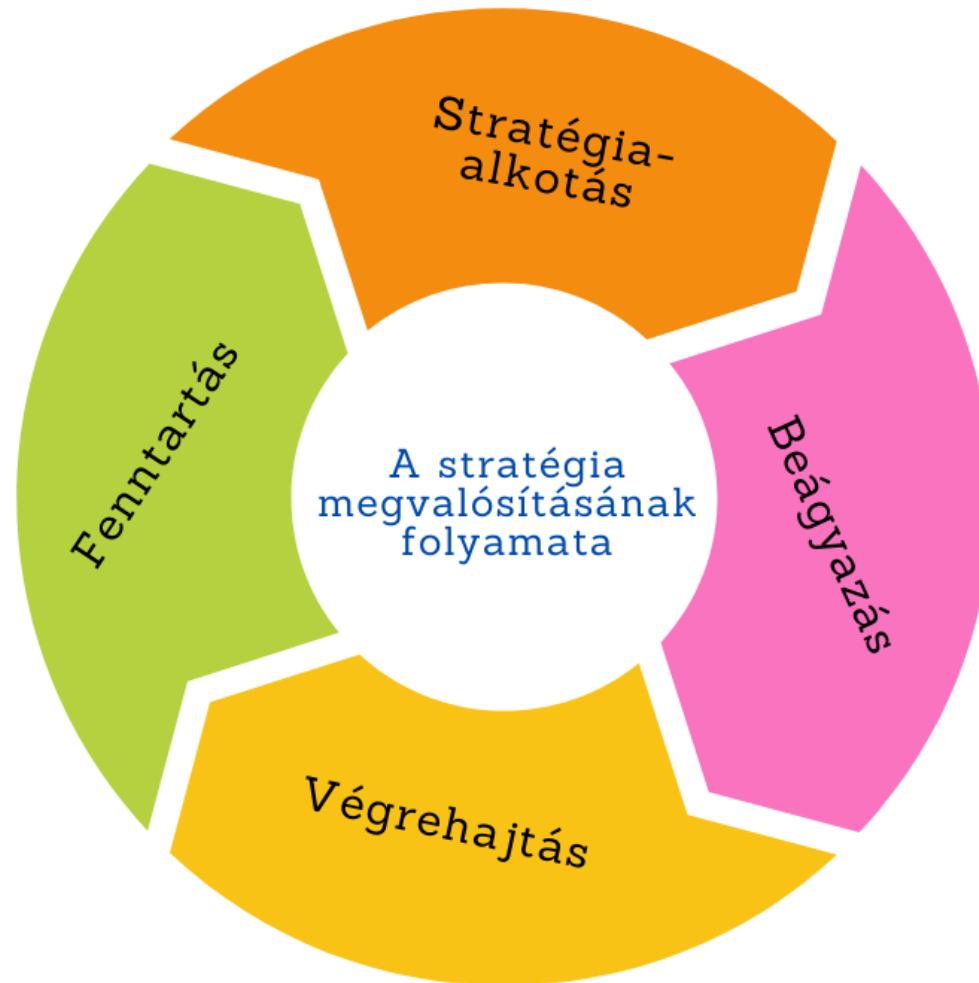 Stratégia-
alkotás
Beágyazás
Végrehajtás
Fenntartás
A stratégia
megvalósításának
folyamata